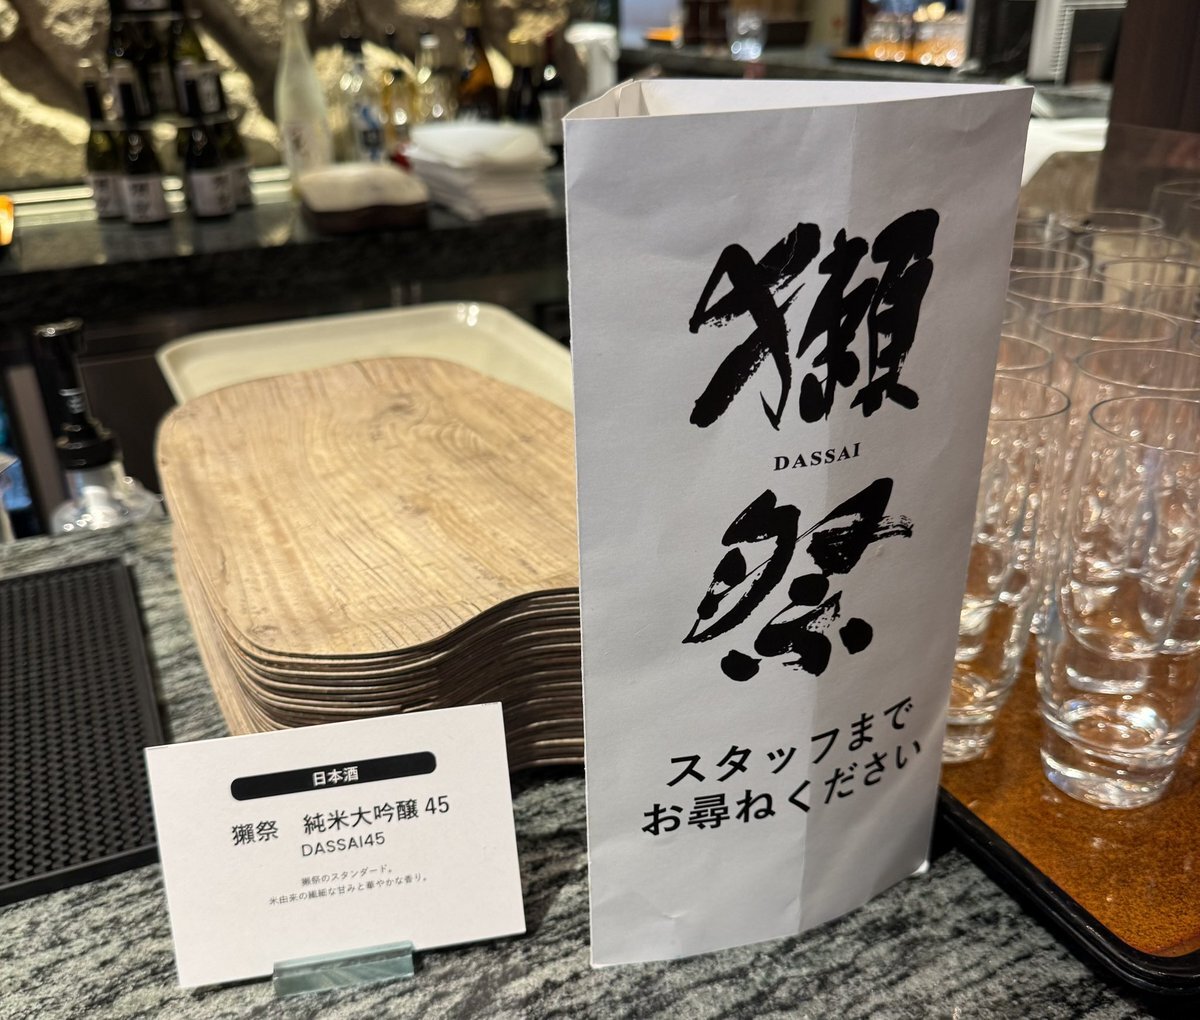 獺
DASSAI
祭
スタッフまで
お尋ねください
日本酒
獺祭 純米大吟醸 45
DASSAI45
獺祭のスタンダード。
米由来の繊細な甘みと華やかな香り。